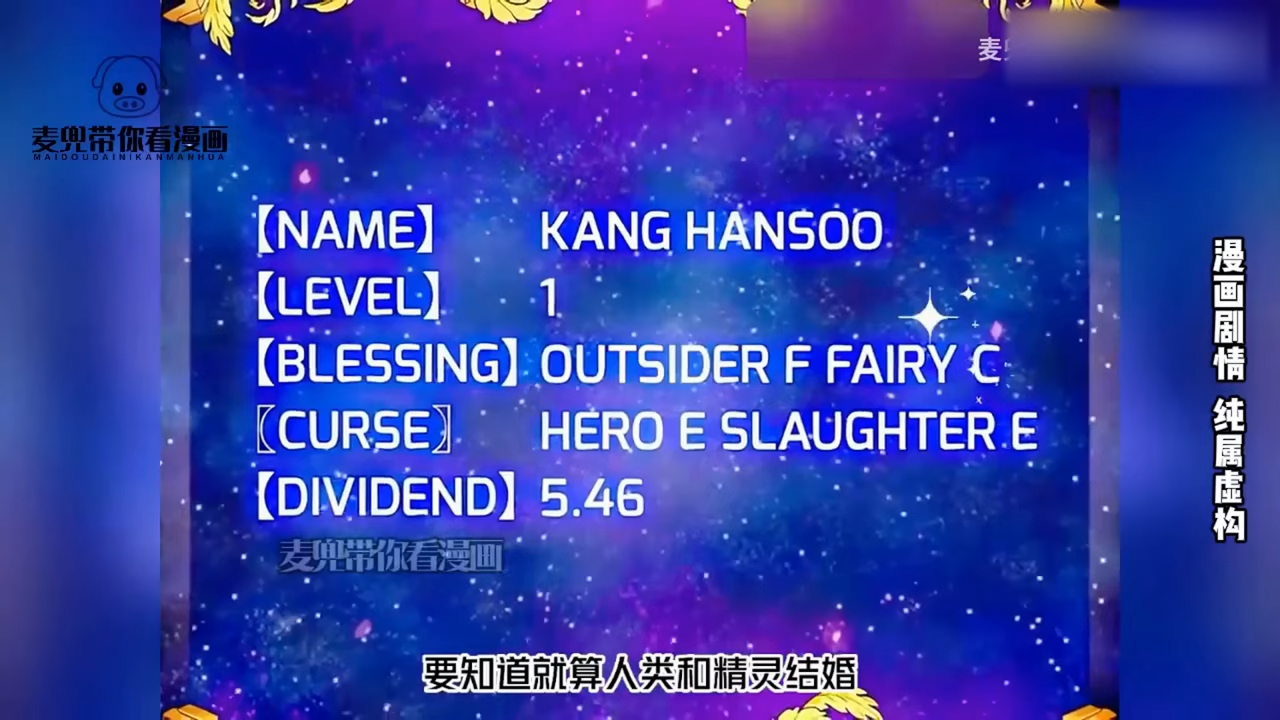 麦
麦兜带你看漫画
MAIDOUDAINIKANMANHUA
【NAME】 KANG HANSOO
【LEVEL】 1
【BLESSING】 OUTSIDER F FAIRY C
〖CURSE〗 HERO E SLAUGHTER E
【DIVIDEND】 5.46
麦兜带你看漫画
漫画剧情 纯属虚构
要知道就算人类和精灵结婚